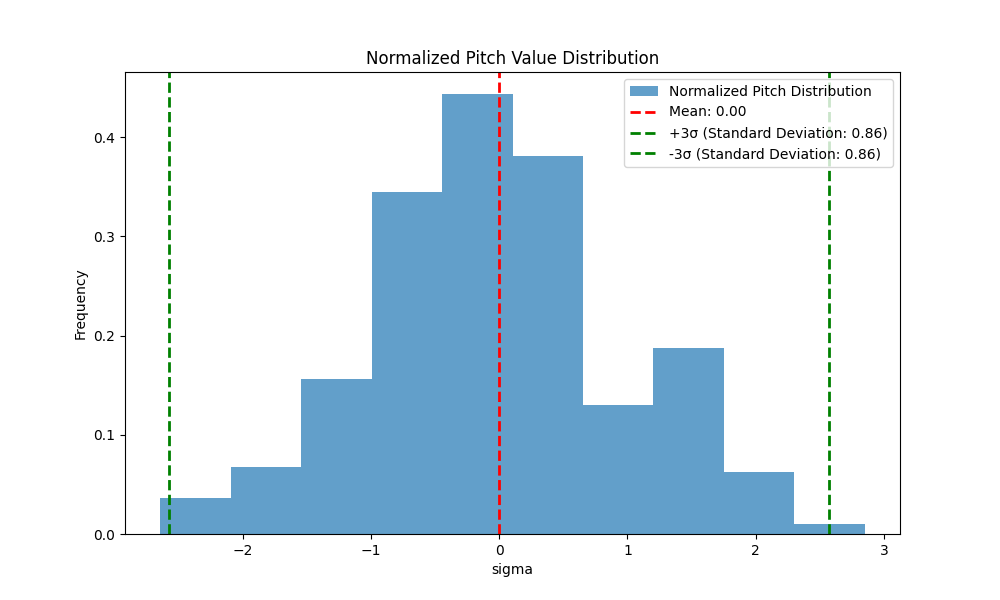 Normalized Pitch Value Distribution
Normalized Pitch Distribution
Mean: 0.00
+3σ (Standard Deviation: 0.86)
-3σ (Standard Deviation: 0.86)
Frequency
0.4
0.3
0.2
0.1
0.0
−2
−1
0
1
2
3
sigma